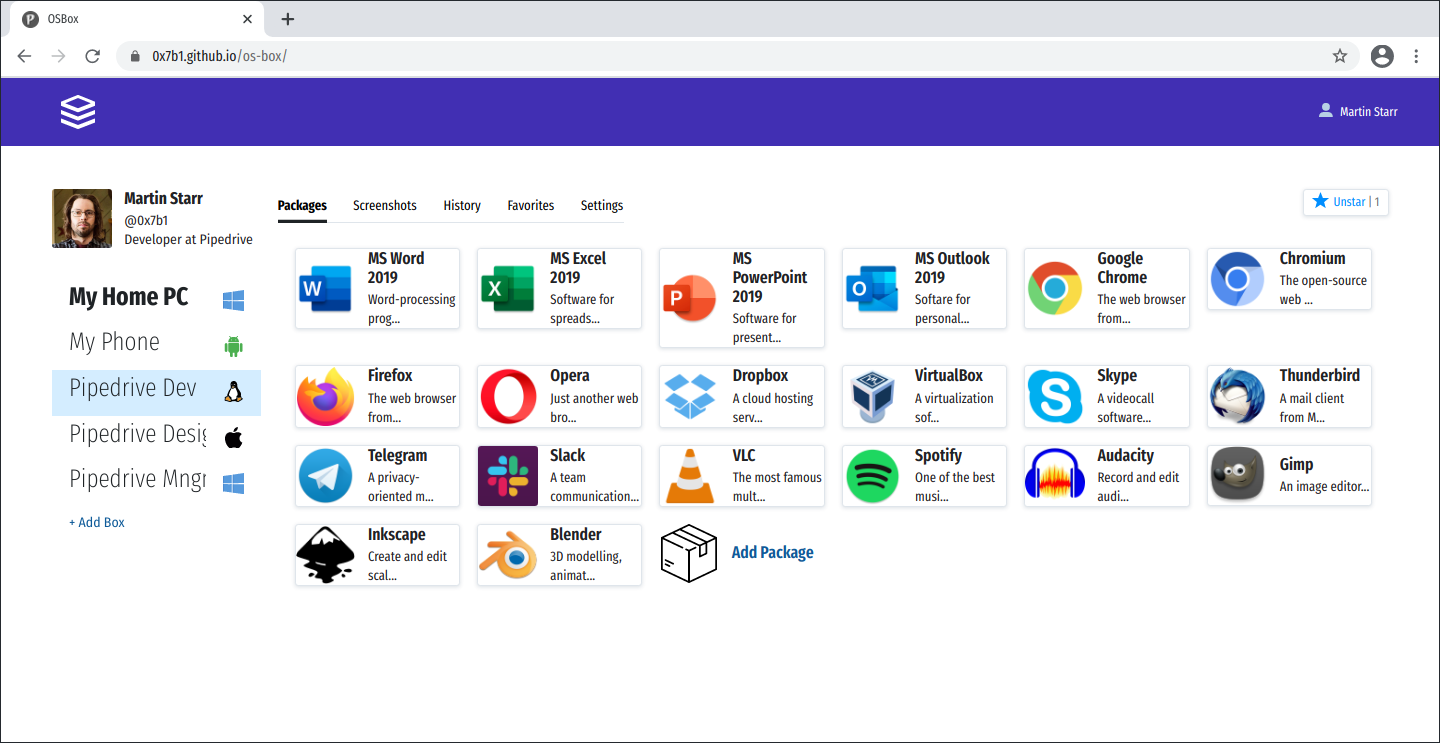 OSBox
0x7b1.github.io/os-box/
Martin Starr
Martin Starr
@0x7b1
Developer at Pipedrive
Packages Screenshots History Favorites Settings
Unstar | 1
My Home PC
My Phone
Pipedrive Dev
Pipedrive Desig
Pipedrive Mngr
+ Add Box
MS Word
2019
Word-processing
prog...
MS Excel
2019
Software for
spreads...
MS
PowerPoint
2019
Software for
present...
MS Outlook
2019
Softare for
personal...
Google
Chrome
The web browser
from...
Chromium
The open-source
web ...
Firefox
The web browser
from...
Opera
Just another web
bro...
Dropbox
A cloud hosting
serv...
VirtualBox
A virtualization
sof...
Skype
A videocall
software...
Thunderbird
A mail client
from M...
Telegram
A privacy-
oriented m...
Slack
A team
communication...
VLC
The most famous
mult...
Spotify
One of the best
musi...
Audacity
Record and edit
audi...
Gimp
An image editor...
Inkscape
Create and edit
scal...
Blender
3D modelling,
animat...
Add Package